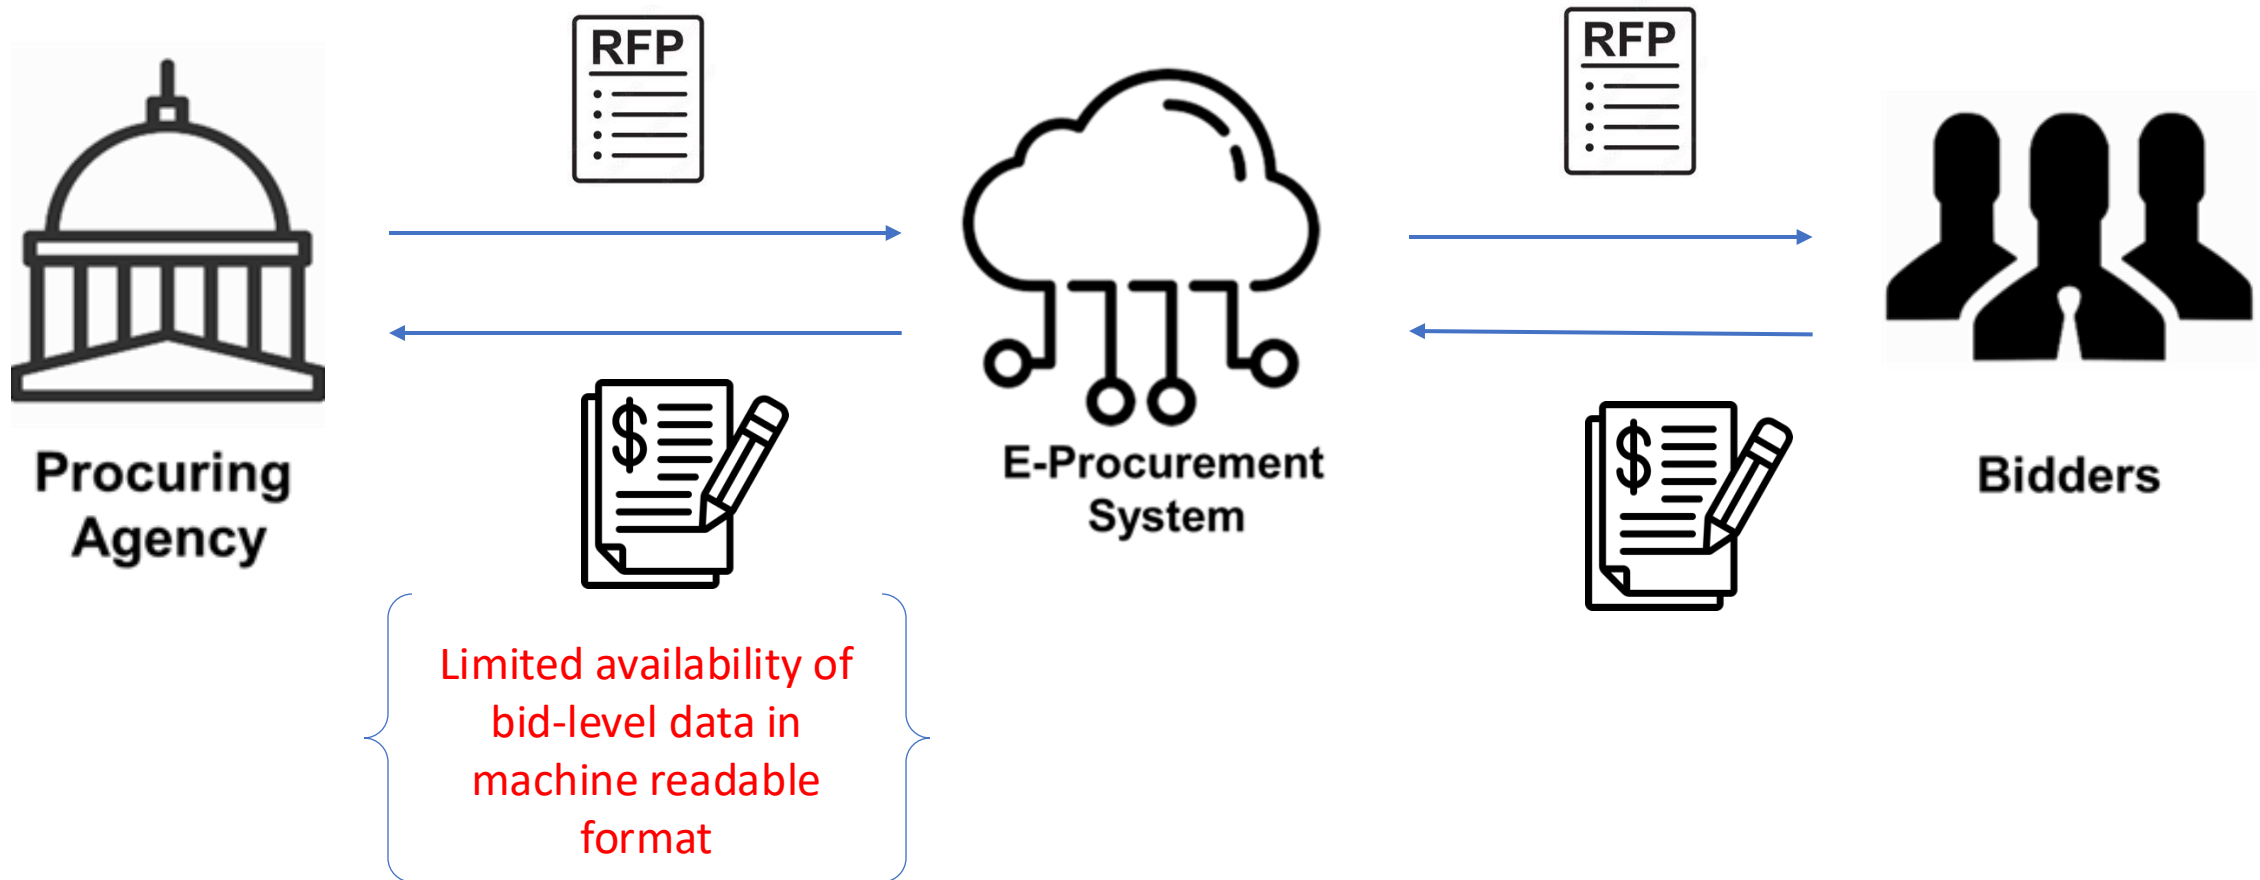 RFP
RFP
Procuring
Agency
$
E-Procurement
System
$
Bidders
Limited availability of
bid-level data in
machine readable
format